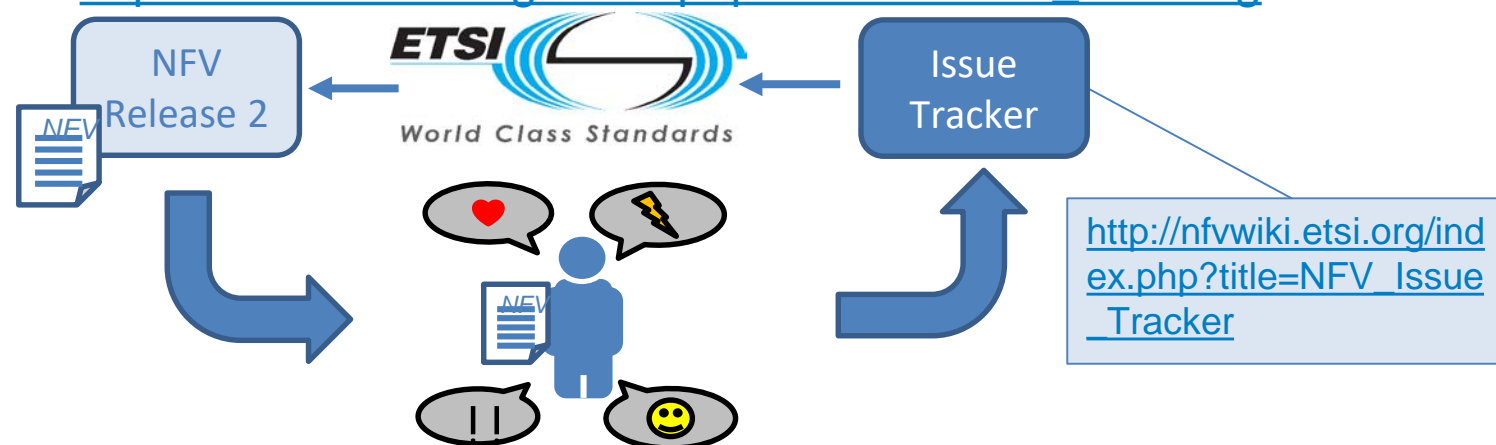 NFV
Release 2
NFV
ETSI
World Class Standards
Issue
Tracker
http://nfvwiki.etsi.org/ind
ex.php?title=NFV_Issue
_Tracker
NFV
!!